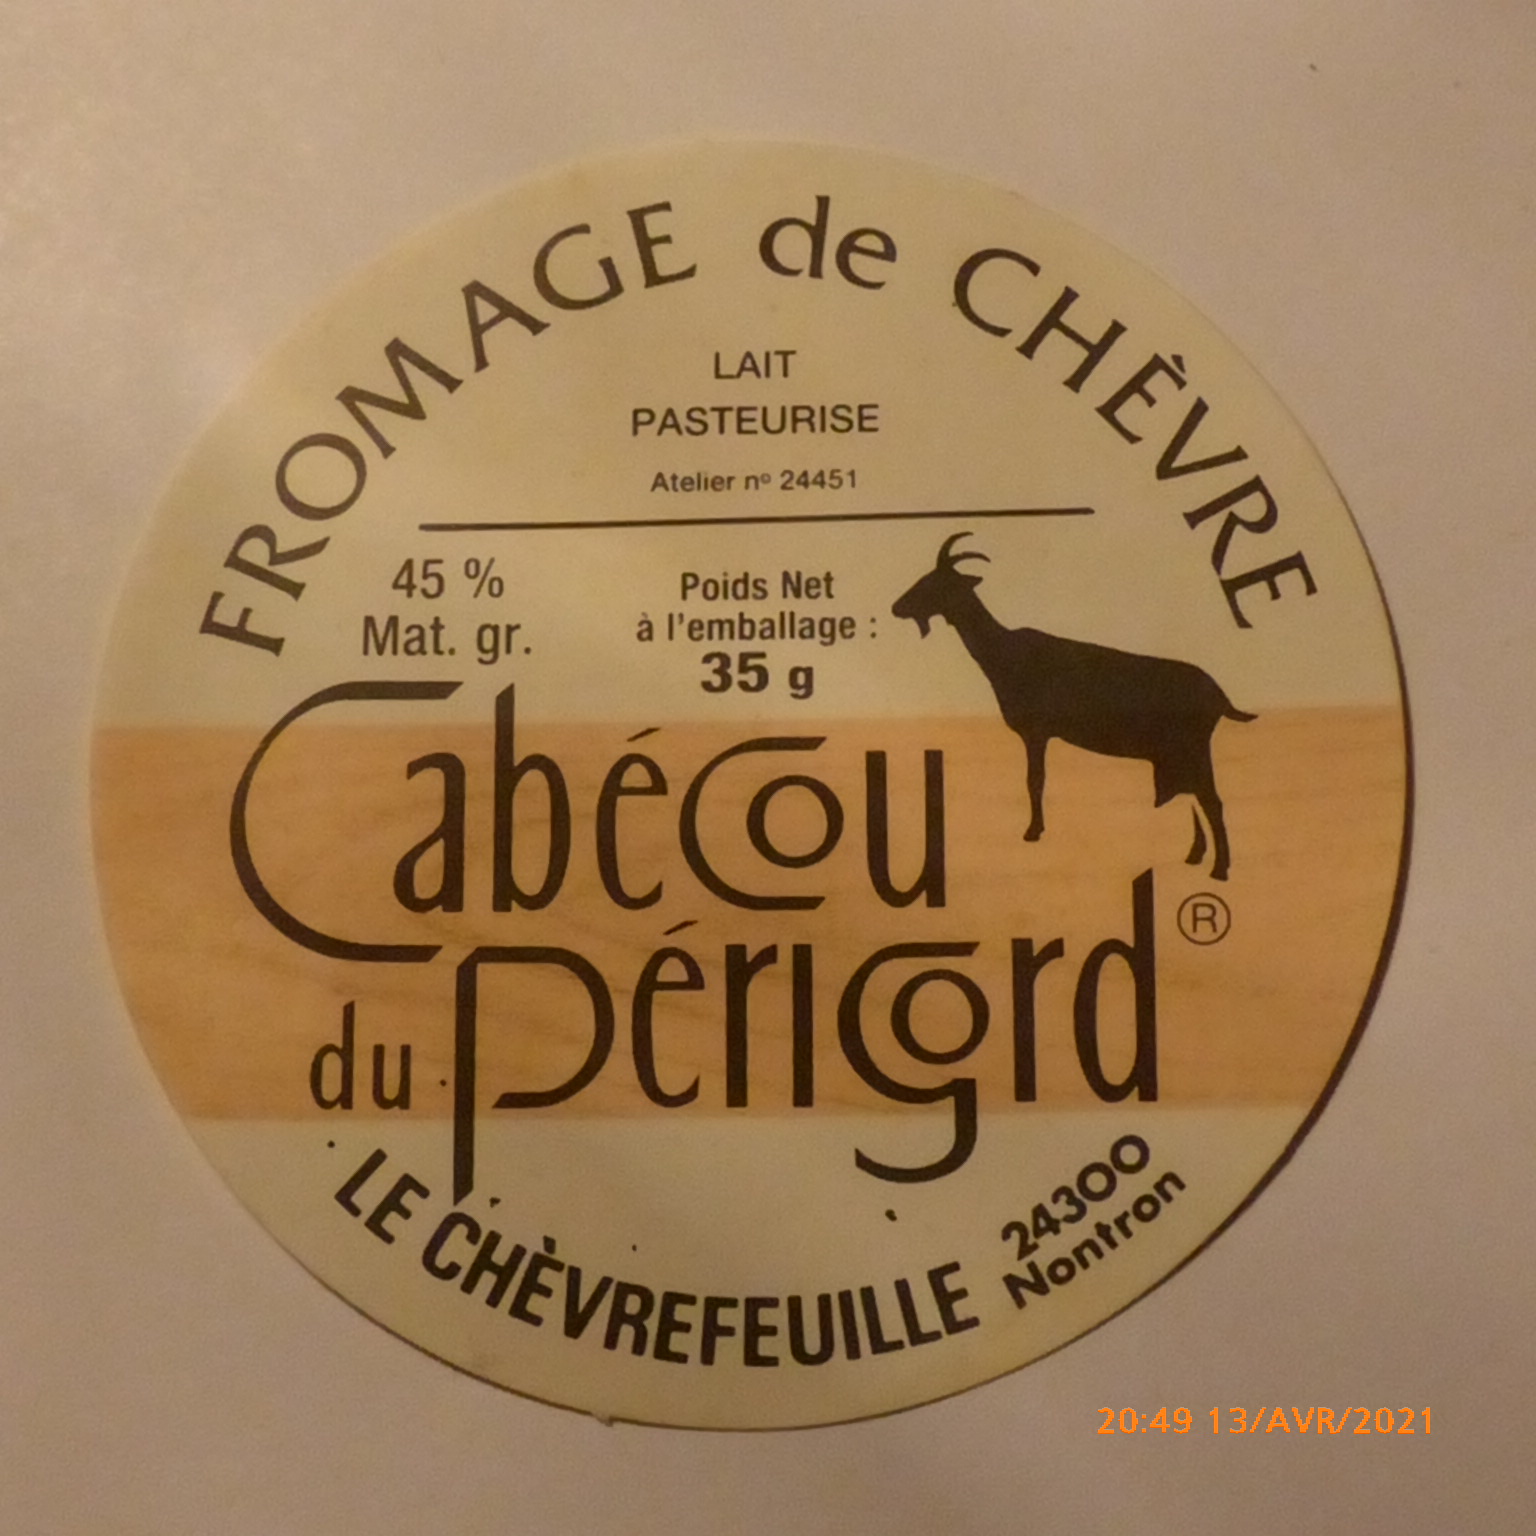 FROMAGE de CHÈVRE
LAIT
PASTEURISE
Atelier nº 24451
45 %
Mat. gr.
Poids Net
à l'emballage :
35 g
Cabécou
du périgord ®
LE CHÈVREFEUILLE
24300
Nontron
20:49 13/AVR/2021